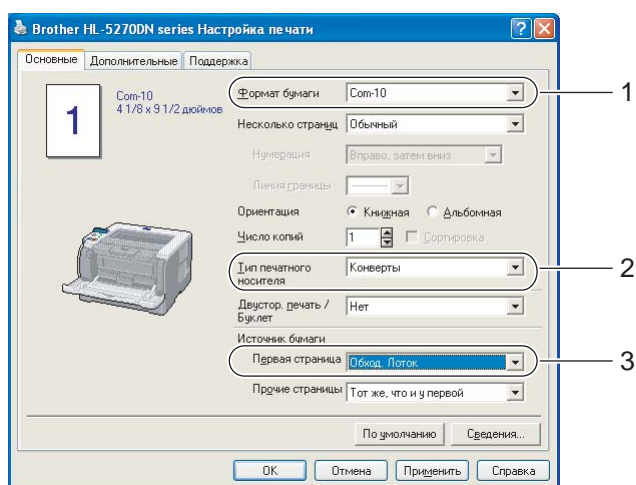 Brother HL-5270DN series Настройка печати
Основные Дополнительные Поддержка
1
Com-10
4 1/8 x 9 1/2 дюймов
Формат бумаги Com-10 1
Несколько страниц Обычный
Нумерация Вправо, затем вниз
Линия границы
Ориентация Книжная Альбомная
Число копий 1 Сортировка
Тип печатного носителя Конверты 2
Двустор. печать / Буклет Нет
Источник бумаги
Первая страница Обход. Лоток 3
Прочие страницы Тот же, что и у первой
По умолчанию Сведения...
OK Отмена Применить Справка